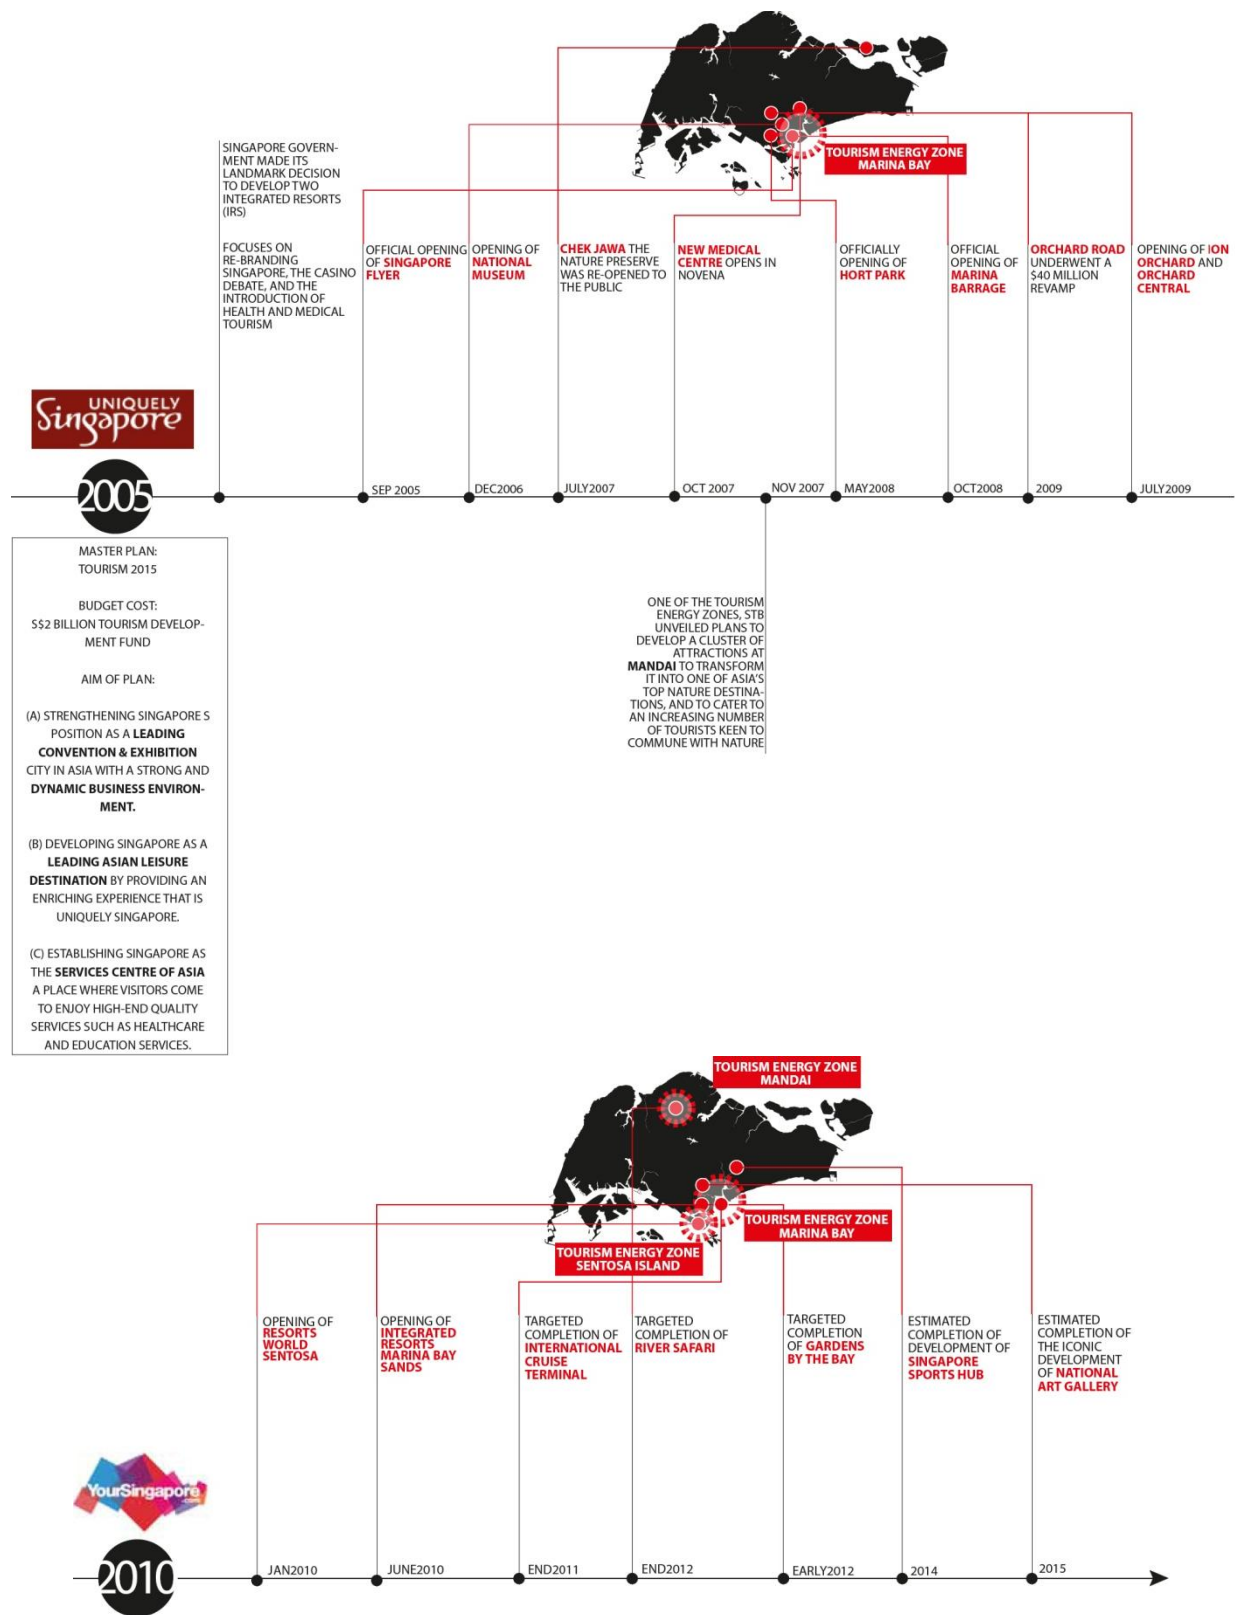 TOURISM ENERGY ZONE
MARINA BAY
SINGAPORE GOVERN-
MENT MADE ITS
LANDMARK DECISION
TO DEVELOP TWO
INTEGRATED RESORTS
(IRS)
FOCUSES ON
RE-BRANDING
SINGAPORE, THE CASINO
DEBATE, AND THE
INTRODUCTION OF
HEALTH AND MEDICAL
TOURISM
OFFICIAL OPENING
OF SINGAPORE
FLYER
OPENING OF
NATIONAL
MUSEUM
CHEK JAWA THE
NATURE PRESERVE
WAS RE-OPENED TO
THE PUBLIC
NEW MEDICAL
CENTRE OPENS IN
NOVENA
OFFICIALLY
OPENING OF
HORT PARK
OFFICIAL
OPENING OF
MARINA
BARRAGE
ORCHARD ROAD
UNDERWENT A
$40 MILLION
REVAMP
OPENING OF ION
ORCHARD AND
ORCHARD
CENTRAL
UNIQUELY
Singapore
2005
SEP 2005
DEC2006
JULY2007
OCT 2007
NOV 2007
MAY2008
OCT2008
2009
JULY2009
MASTER PLAN:
TOURISM 2015
BUDGET COST:
S$2 BILLION TOURISM DEVELOP-
MENT FUND
AIM OF PLAN:
(A) STRENGTHENING SINGAPORE S
POSITION AS A LEADING
CONVENTION & EXHIBITION
CITY IN ASIA WITH A STRONG AND
DYNAMIC BUSINESS ENVIRON-
MENT.
(B) DEVELOPING SINGAPORE AS A
LEADING ASIAN LEISURE
DESTINATION BY PROVIDING AN
ENRICHING EXPERIENCE THAT IS
UNIQUELY SINGAPORE.
(C) ESTABLISHING SINGAPORE AS
THE SERVICES CENTRE OF ASIA
A PLACE WHERE VISITORS COME
TO ENJOY HIGH-END QUALITY
SERVICES SUCH AS HEALTHCARE
AND EDUCATION SERVICES.
ONE OF THE TOURISM
ENERGY ZONES, STB
UNVEILED PLANS TO
DEVELOP A CLUSTER OF
ATTRACTIONS AT
MANDAI TO TRANSFORM
IT INTO ONE OF ASIA'S
TOP NATURE DESTINA-
TIONS, AND TO CATER TO
AN INCREASING NUMBER
OF TOURISTS KEEN TO
COMMUNE WITH NATURE
TOURISM ENERGY ZONE
MANDAI
TOURISM ENERGY ZONE
MARINA BAY
TOURISM ENERGY ZONE
SENTOSA ISLAND
OPENING OF
RESORTS
WORLD
SENTOSA
OPENING OF
INTEGRATED
RESORTS
MARINA BAY
SANDS
TARGETED
COMPLETION OF
INTERNATIONAL
CRUISE
TERMINAL
TARGETED
COMPLETION OF
RIVER SAFARI
TARGETED
COMPLETION
OF GARDENS
BY THE BAY
ESTIMATED
COMPLETION OF
DEVELOPMENT OF
SINGAPORE
SPORTS HUB
ESTIMATED
COMPLETION OF
THE ICONIC
DEVELOPMENT
OF NATIONAL
ART GALLERY
YourSingapore
.com
2010
JAN2010
JUNE2010
END2011
END2012
EARLY2012
2014
2015